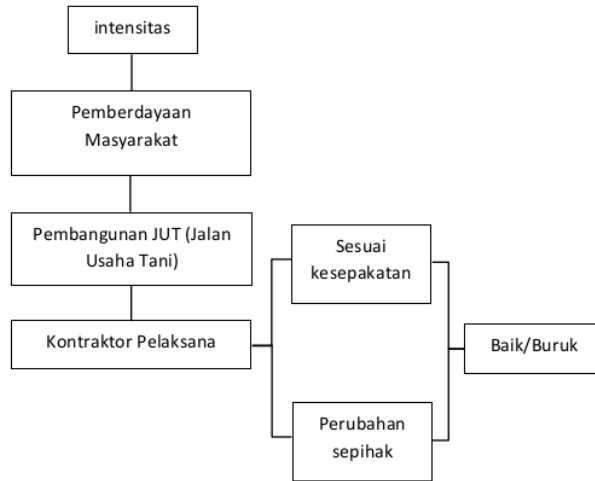 intensitas
Pemberdayaan
Masyarakat
Pembangunan JUT (Jalan
Usaha Tani)
Kontraktor Pelaksana
Sesuai
kesepakatan
Perubahan
sepihak
Baik/Buruk